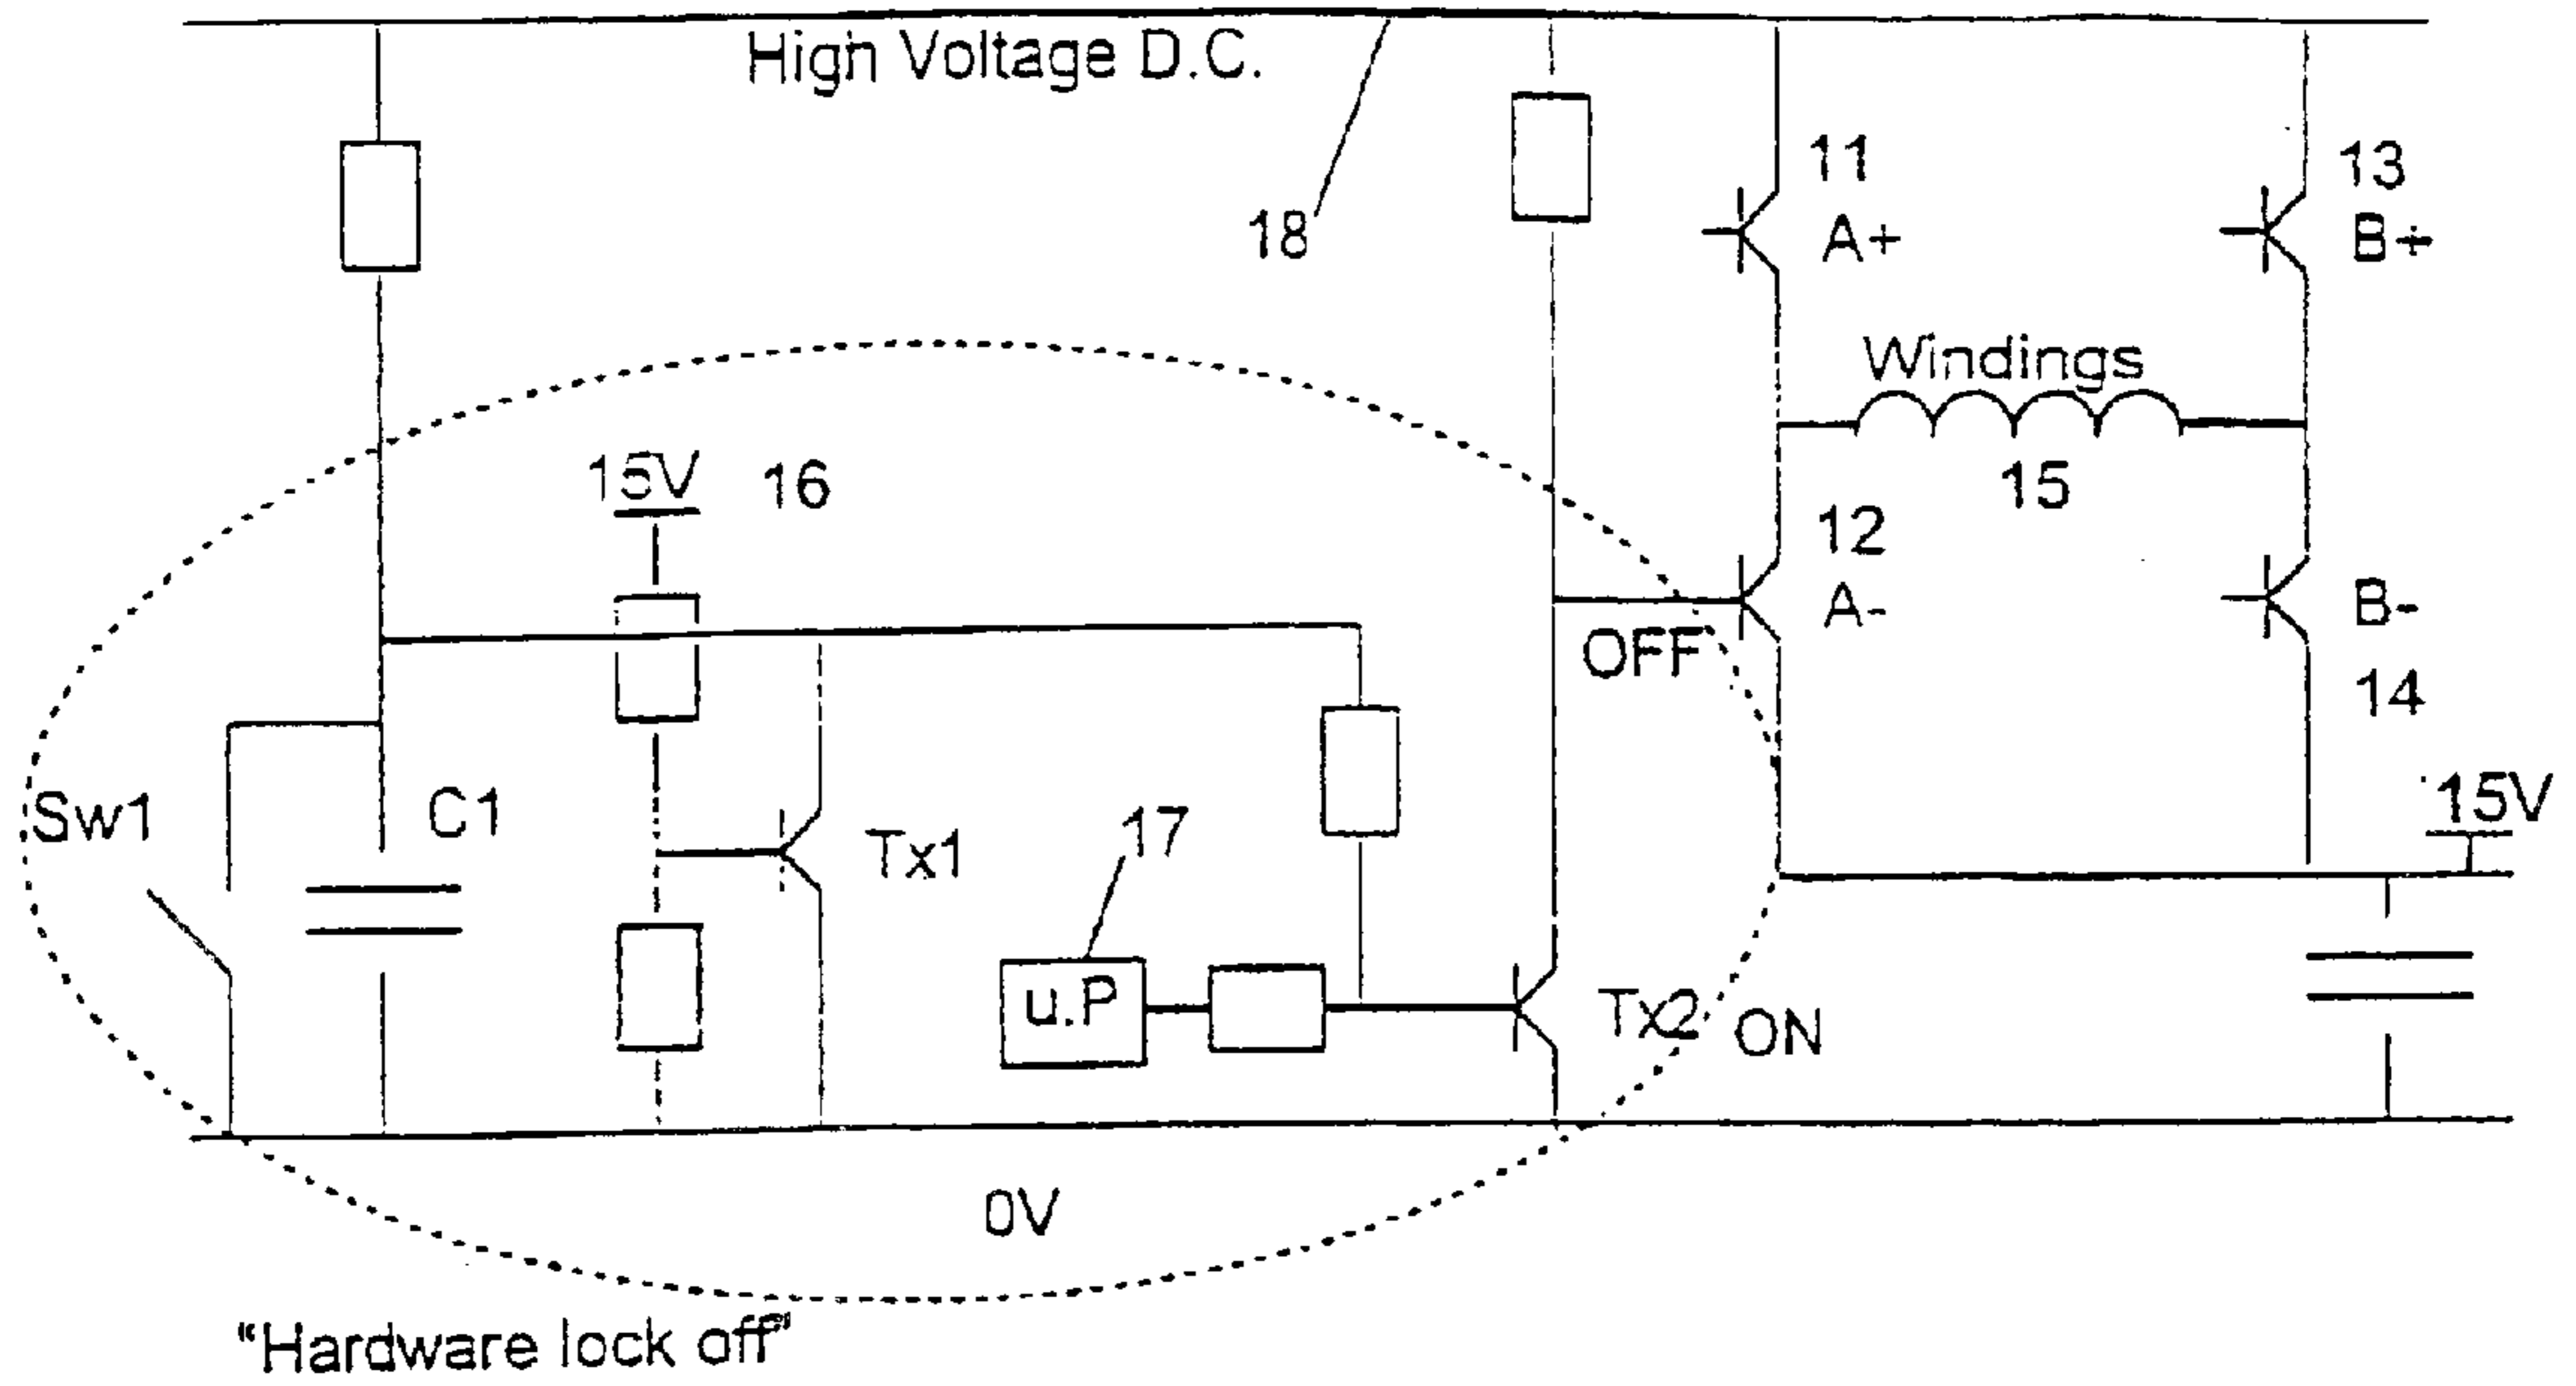 High Voltage D.C.
11
A+
13
B+
18
Windings
15
15V
16
12
A-
OFF
B-
14
Sw1
C1
Tx1
17
15V
u.P
Tx2
ON
0V
"Hardware lock off"